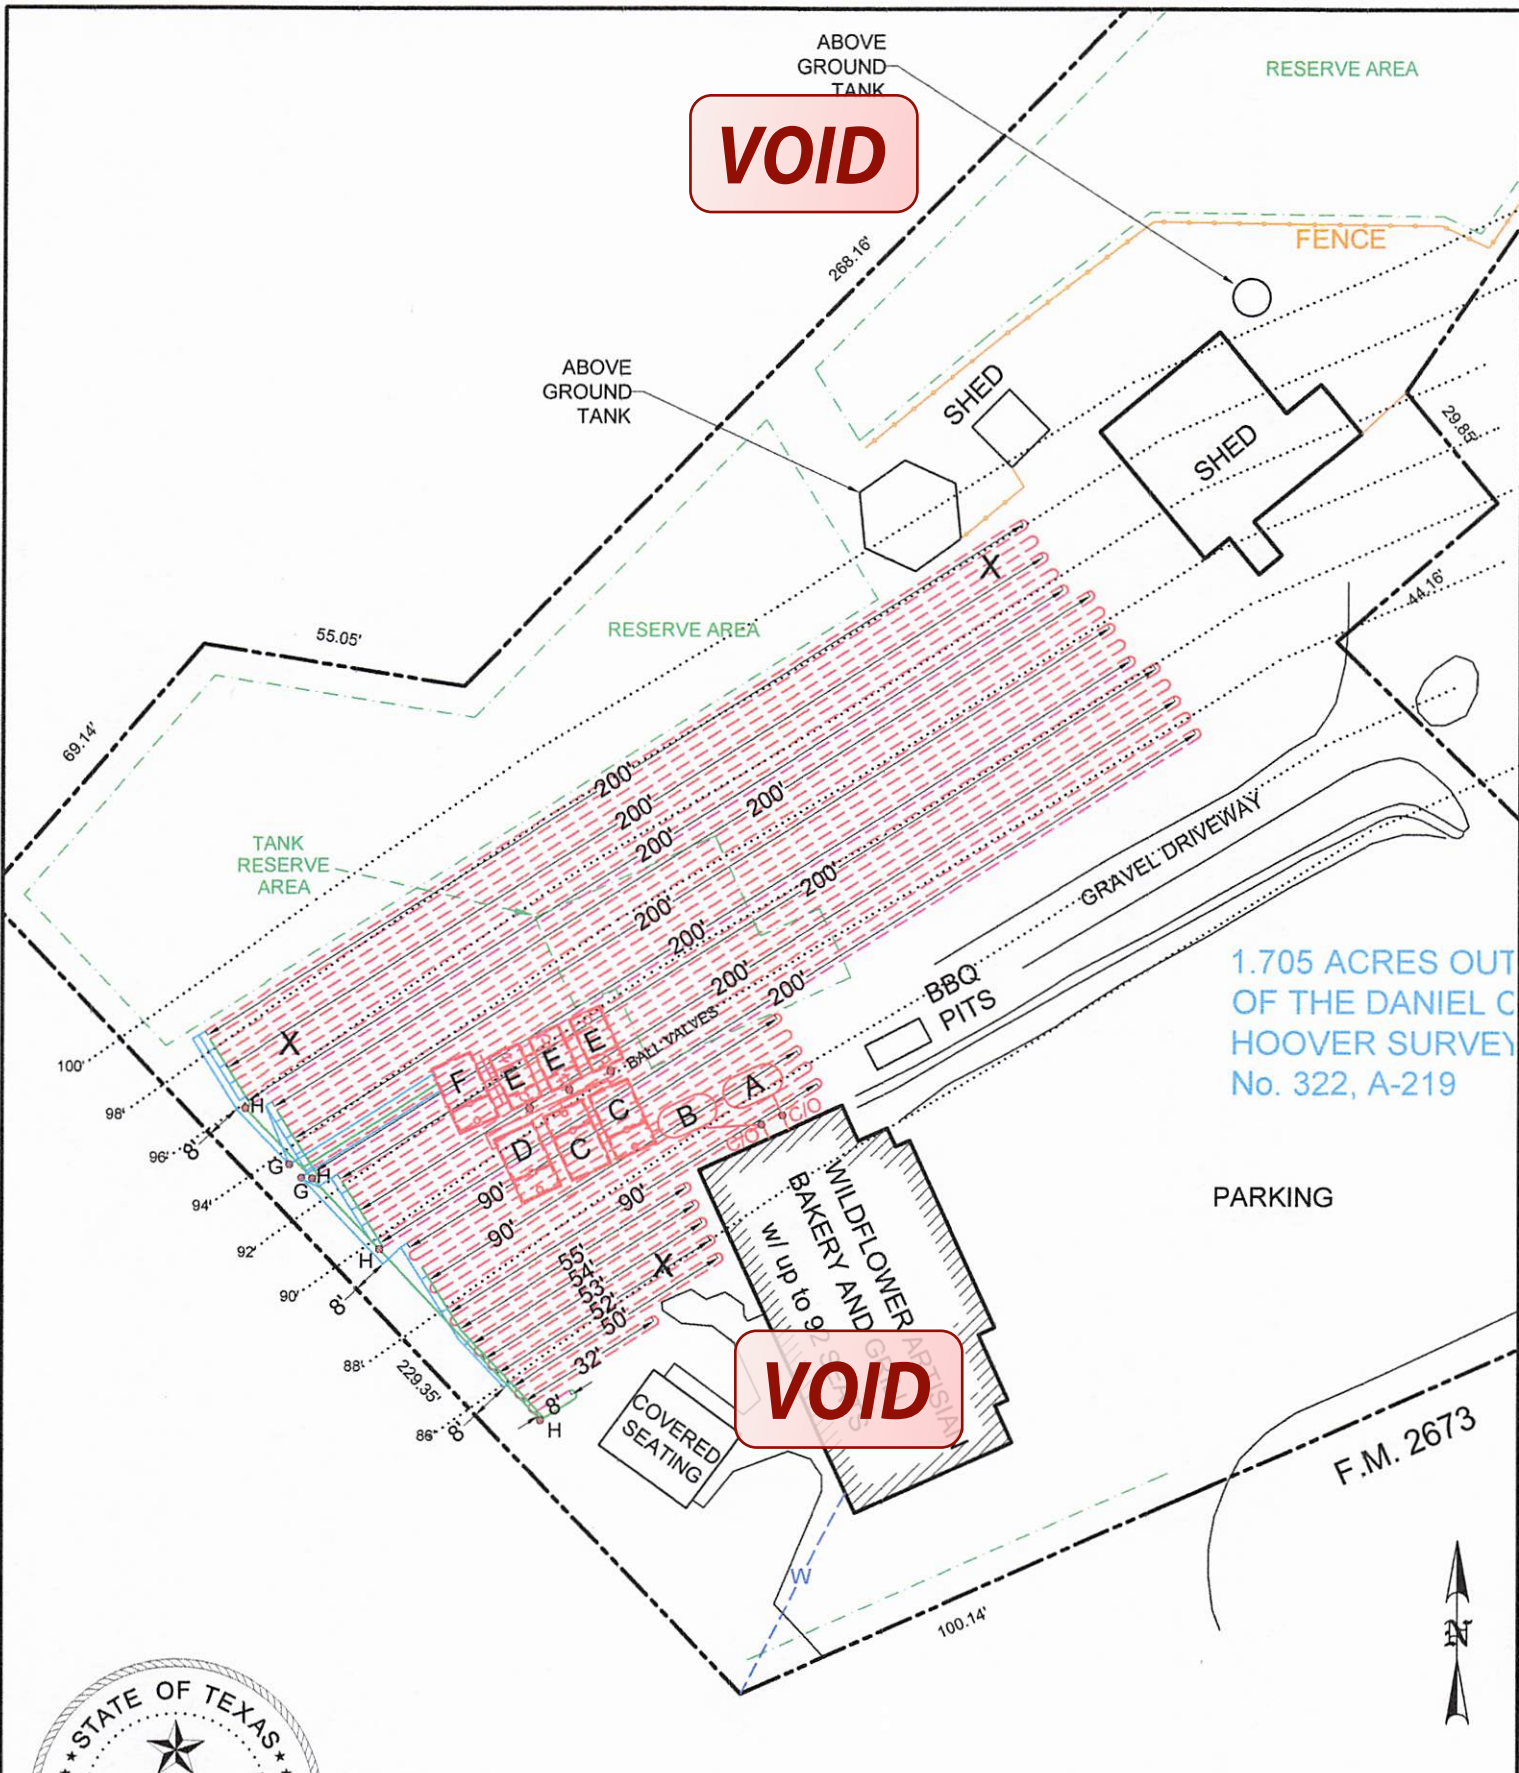 ABOVE
GROUND
TANK
RESERVE AREA
VOID
268.16'
FENCE
ABOVE
GROUND
TANK
SHED
SHED
29.85'
55.05'
RESERVE AREA
44.16'
69.14'
200'
200'
200'
200'
200'
200'
200'
200'
200'
TANK
RESERVE
AREA
GRAVEL DRIVEWAY
BBQ
PITS
1.705 ACRES OUT
OF THE DANIEL C
HOOVER SURVEY
No. 322, A-219
X
X
BALL VALVES
F
E
E
E
D
C
C
B
A
C/O
C/O
100'
98'
96'
94'
92'
90'
88'
86'
8'
8'
8'
8'
H
G
G
H
H
H
90'
90'
90'
55'
54'
53'
52'
50'
32'
X
229.35'
WILDFLOWER ARTISIAN
BAKERY AND GRILL
w/ up to 92 SEATS
PARKING
VOID
COVERED
SEATING
F.M. 2673
W
100.14'
N
STATE OF TEXAS